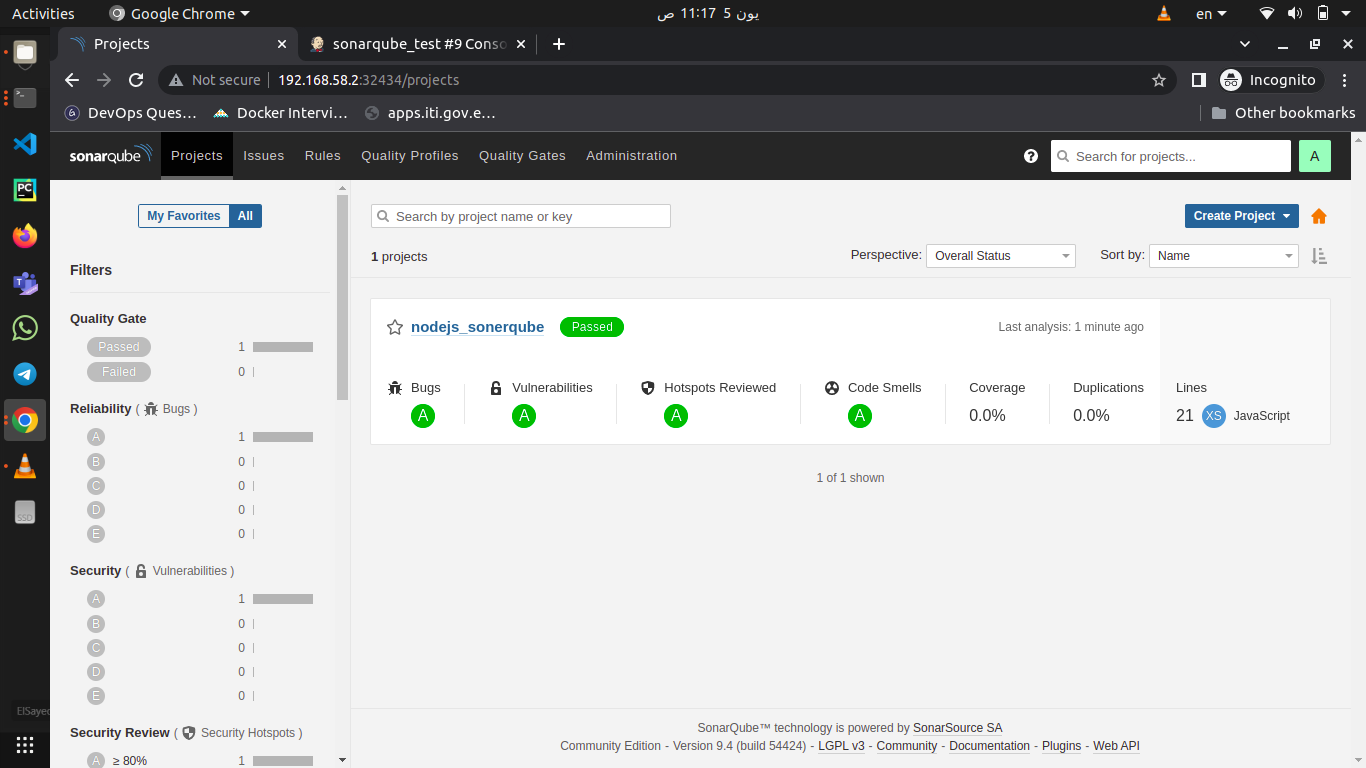 Activities Google Chrome يون 5 11:17 ص en
Projects sonarqube_test #9 Conso
Not secure 192.168.58.2:32434/projects Incognito
DevOps Ques… Docker Intervi… apps.iti.gov.e… Other bookmarks
sonarqube Projects Issues Rules Quality Profiles Quality Gates Administration Search for projects... A
My Favorites All
Search by project name or key Create Project
1 projects Perspective: Overall Status Sort by: Name
Filters
Quality Gate
Passed 1
Failed 0
Reliability ( Bugs )
A 1
B 0
C 0
D 0
E 0
Security ( Vulnerabilities )
A 1
B 0
C 0
D 0
E 0
Security Review ( Security Hotspots )
A ≥ 80% 1
nodejs_sonerqube Passed Last analysis: 1 minute ago
Bugs Vulnerabilities Hotspots Reviewed Code Smells Coverage Duplications Lines
A A A A 0.0% 0.0% 21 XS JavaScript
1 of 1 shown
SonarQube™ technology is powered by SonarSource SA
Community Edition - Version 9.4 (build 54424) - LGPL v3 - Community - Documentation - Plugins - Web API
PC
SSD
ElSayed